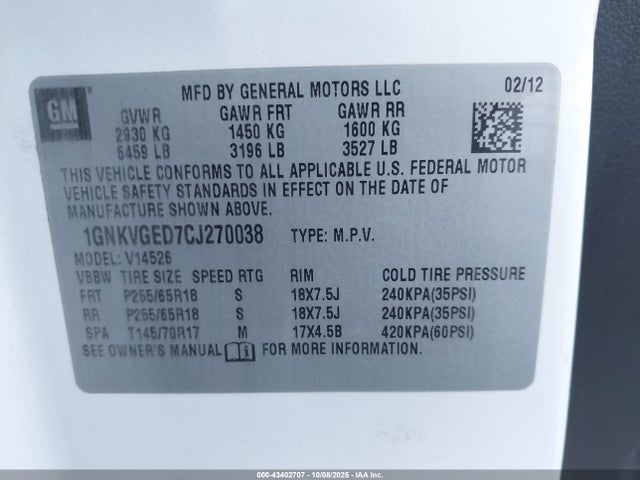 GM
MFD BY GENERAL MOTORS LLC 02/12
GVWR GAWR FRT GAWR RR
2930 KG 1450 KG 1600 KG
6459 LB 3196 LB 3527 LB
THIS VEHICLE CONFORMS TO ALL APPLICABLE U.S. FEDERAL MOTOR
VEHICLE SAFETY STANDARDS IN EFFECT ON THE DATE OF
MANUFACTURE SHOWN ABOVE.
1GNKVGED7CJ270038 TYPE: M.P.V.
MODEL: V14526
VBBW TIRE SIZE SPEED RTG RIM COLD TIRE PRESSURE
FRT P255/65R18 S 18X7.5J 240KPA(35PSI)
RR P255/65R18 S 18X7.5J 240KPA(35PSI)
SPA T145/70R17 M 17X4.5B 420KPA(60PSI)
SEE OWNER'S MANUAL FOR MORE INFORMATION.
000-43402707 - 10/08/2025 - IAA Inc.